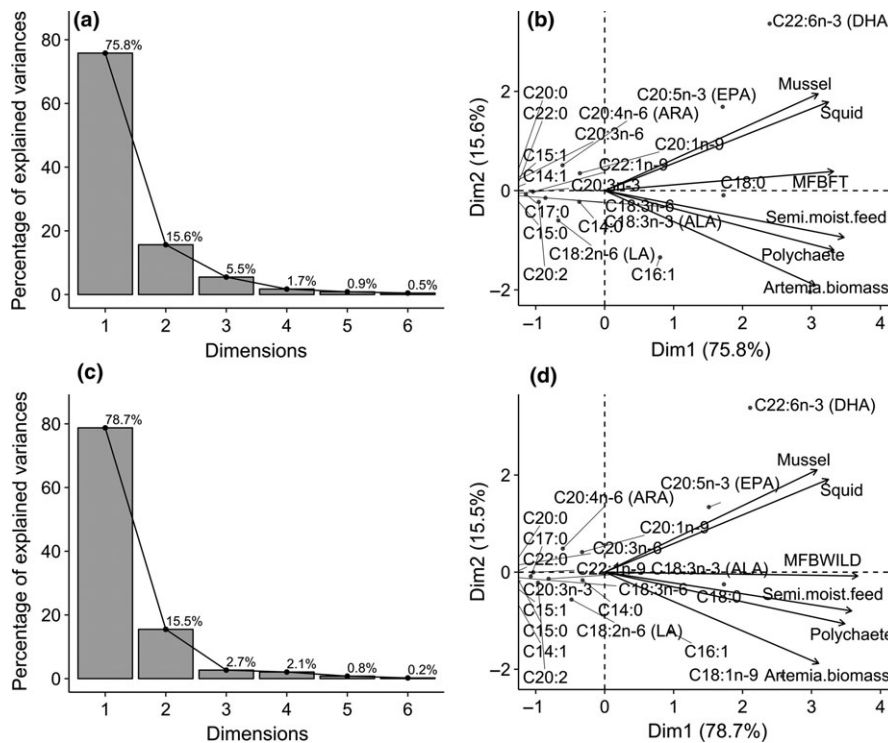 (a)
Percentage of explained variances
80
60
40
20
0
75.8%
15.6%
5.5%
1.7%
0.9%
0.5%
1 2 3 4 5 6
Dimensions
(b)
Dim2 (15.6%)
2
0
−2
C22:6n-3 (DHA)
Mussel
C20:0
C20:5n-3 (EPA)
Squid
C22:0
C20:4n-6 (ARA)
C20:3n-6
C20:1n-9
C15:1
C22:1n-9
C14:1
C20:3n-3
C18:0
MFBFT
C18:3n-6
C17:0
C14:0
C18:3n-3 (ALA)
Semi.moist.feed
C15:0
C18:2n-6 (LA)
Polychaete
C20:2
C16:1
Artemia.biomass
−1 0 1 2 3 4
Dim1 (75.8%)
(c)
Percentage of explained variances
80
60
40
20
0
78.7%
15.5%
2.7%
2.1%
0.8%
0.2%
1 2 3 4 5 6
Dimensions
(d)
Dim2 (15.5%)
2
0
−2
C22:6n-3 (DHA)
Mussel
C20:5n-3 (EPA)
Squid
C20:4n-6 (ARA)
C20:0
C20:1n-9
C17:0
C20:3n-6
C22:0
MFBWILD
C22:1n-9
C18:3n-3 (ALA)
C20:3n-3
C18:3n-6
C18:0
Semi.moist.feed
C15:1
C14:0
C15:0
C18:2n-6 (LA)
Polychaete
C14:1
C16:1
C20:2
C18:1n-9
Artemia.biomass
−1 0 1 2 3 4
Dim1 (78.7%)